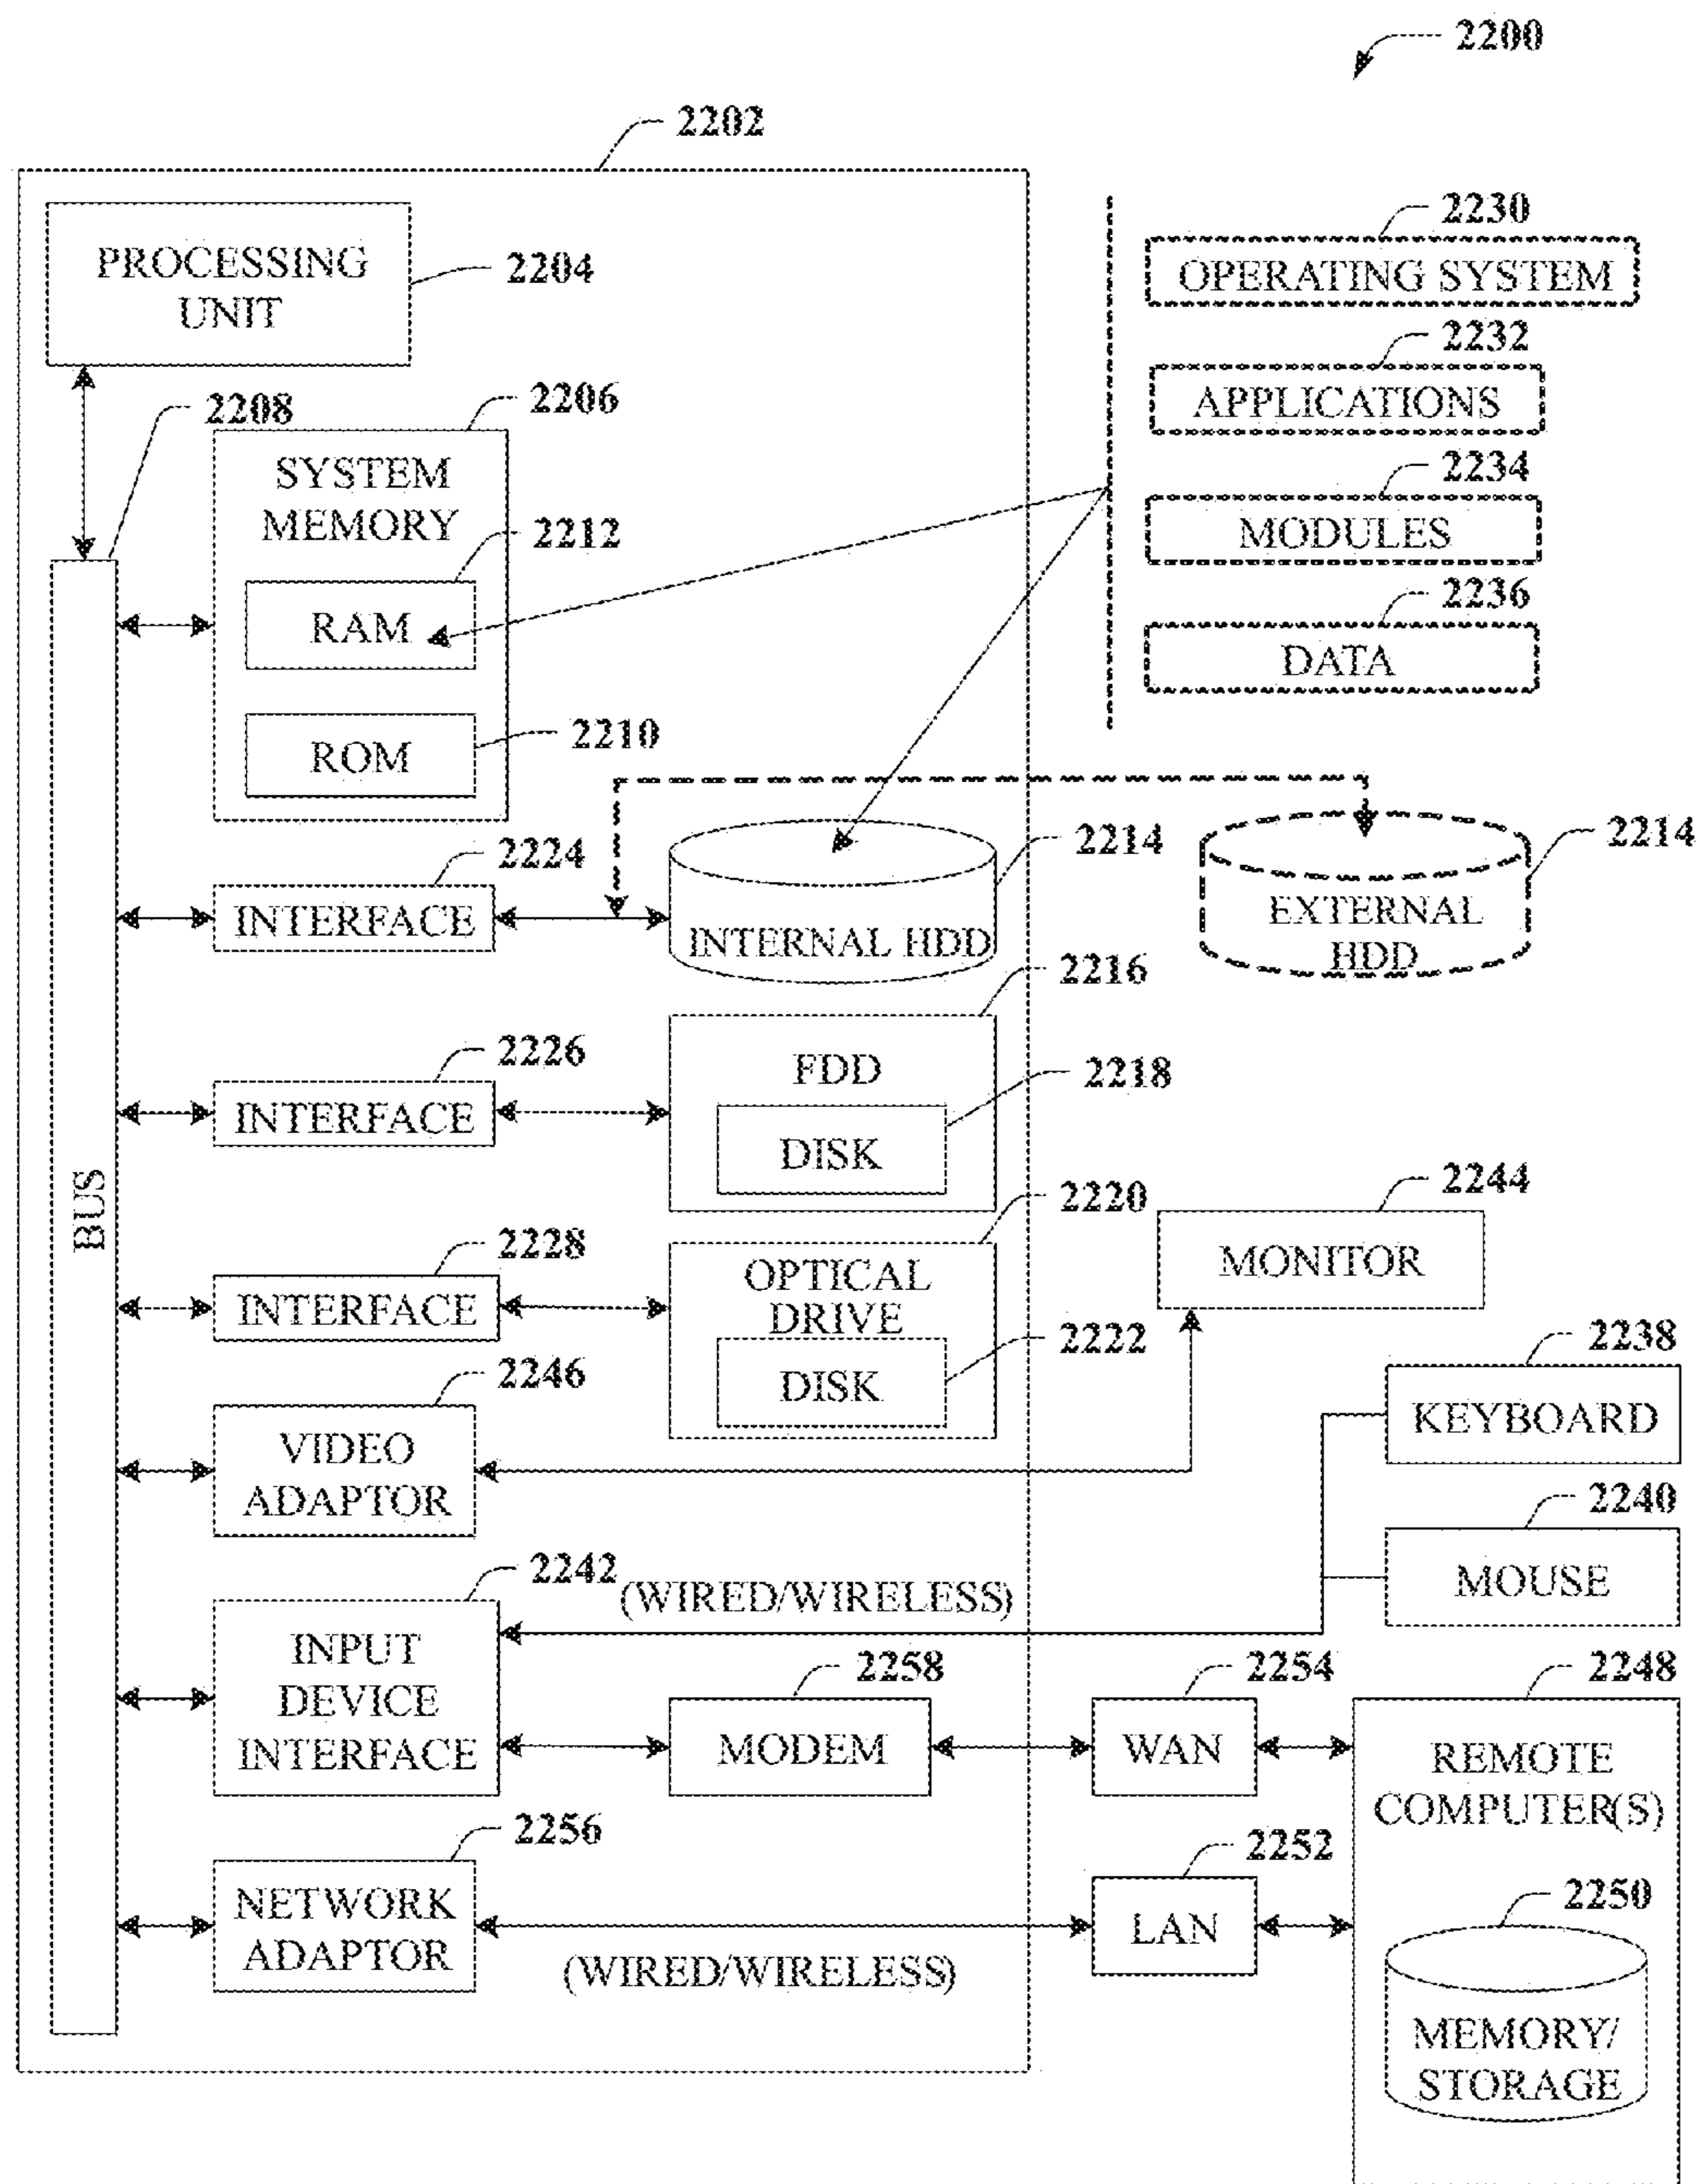 2200
2202
PROCESSING
UNIT
2204
2230
OPERATING SYSTEM
2232
APPLICATIONS
2234
MODULES
2236
DATA
2208
2206
SYSTEM
MEMORY
2212
RAM
2210
ROM
2224
INTERFACE
2214
INTERNAL HDD
2214
EXTERNAL
HDD
2216
FDD
2226
INTERFACE
2218
DISK
BUS
2220
OPTICAL
DRIVE
2228
INTERFACE
2222
DISK
2244
MONITOR
2246
VIDEO
ADAPTOR
2238
KEYBOARD
2240
MOUSE
2242
(WIRED/WIRELESS)
INPUT
DEVICE
INTERFACE
2258
MODEM
2254
WAN
2248
REMOTE
COMPUTER(S)
2256
NETWORK
ADAPTOR
(WIRED/WIRELESS)
2252
LAN
2250
MEMORY/
STORAGE